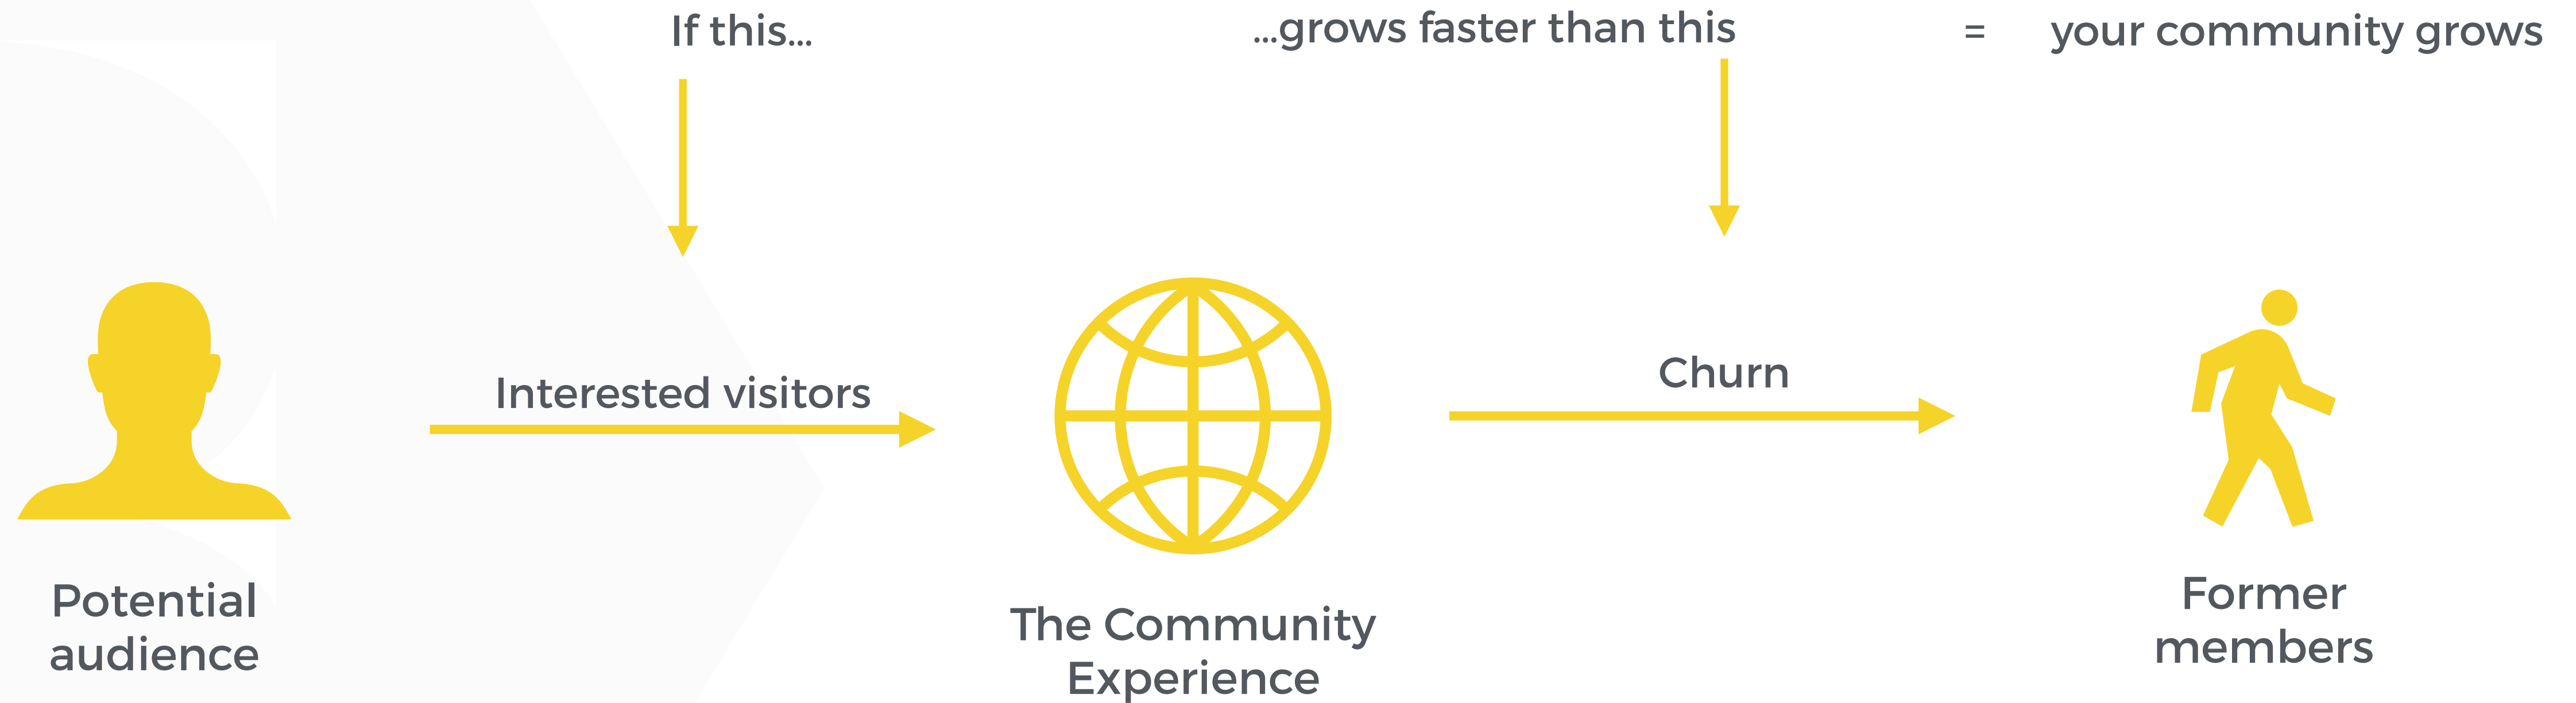 If this...
...grows faster than this
=
your community grows
Interested visitors
Churn
Potential
audience
The Community
Experience
Former
members